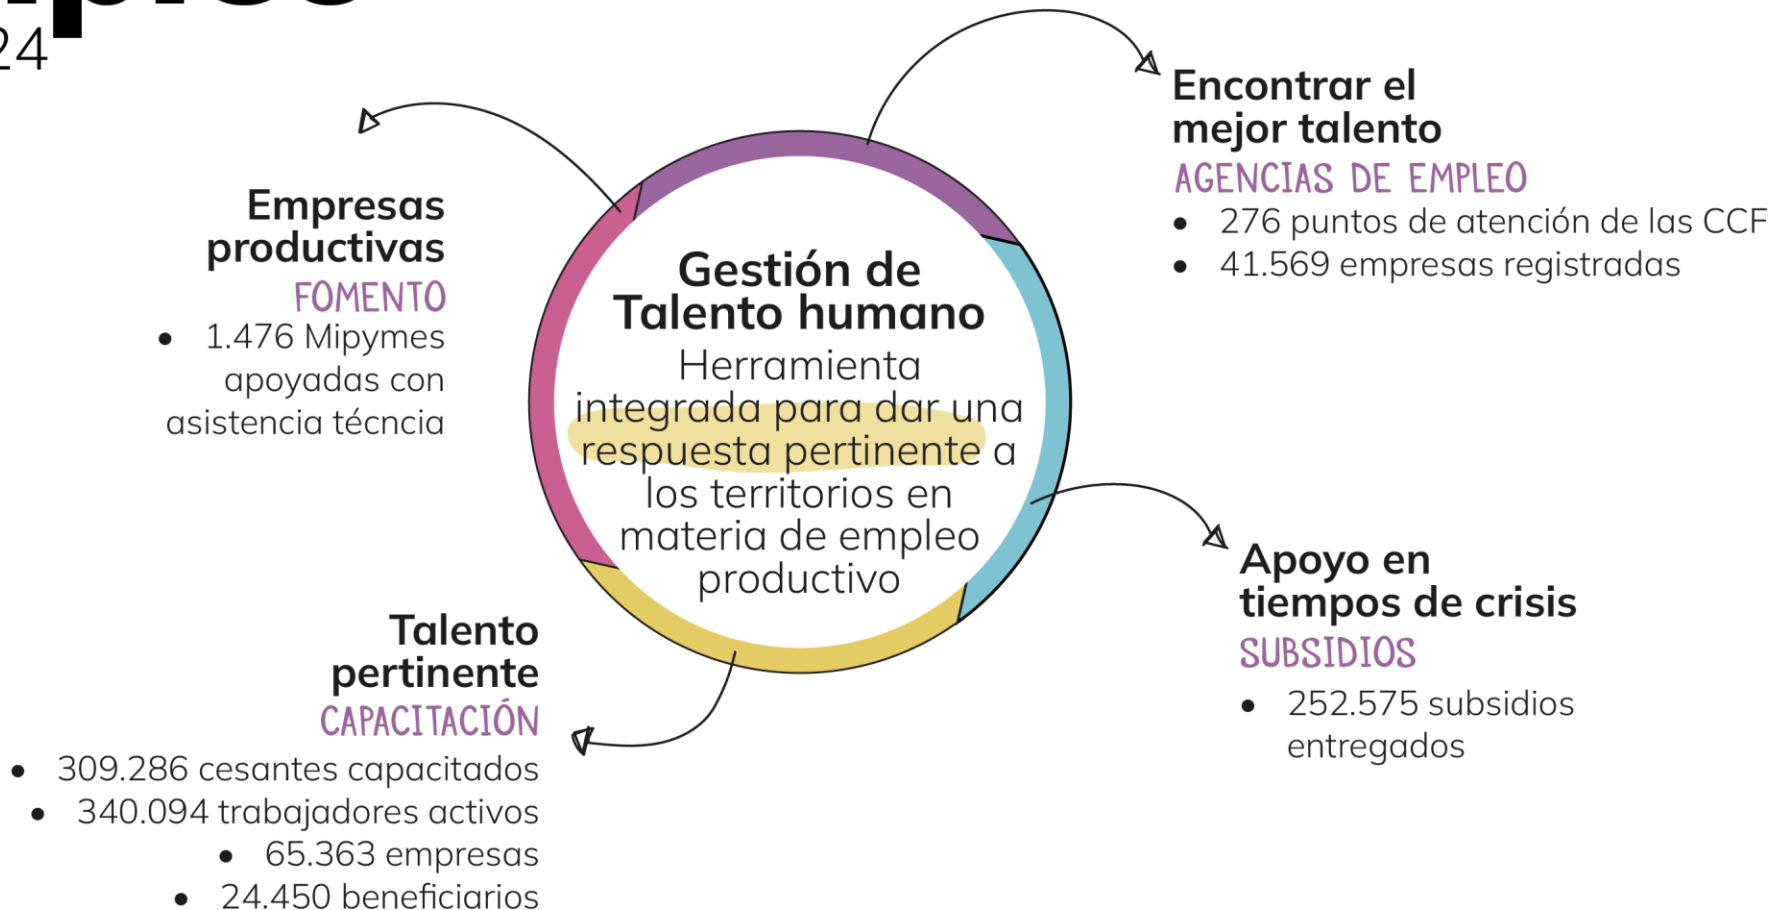 24
Encontrar el
mejor talento
AGENCIAS DE EMPLEO
• 276 puntos de atención de las CCF
• 41.569 empresas registradas
Empresas
productivas
FOMENTO
• 1.476 Mipymes
apoyadas con
asistencia técncia
Gestión de
Talento humano
Herramienta
integrada para dar una
respuesta pertinente a
los territorios en
materia de empleo
productivo
Apoyo en
tiempos de crisis
SUBSIDIOS
• 252.575 subsidios
entregados
Talento
pertinente
CAPACITACIÓN
• 309.286 cesantes capacitados
• 340.094 trabajadores activos
• 65.363 empresas
• 24.450 beneficiarios